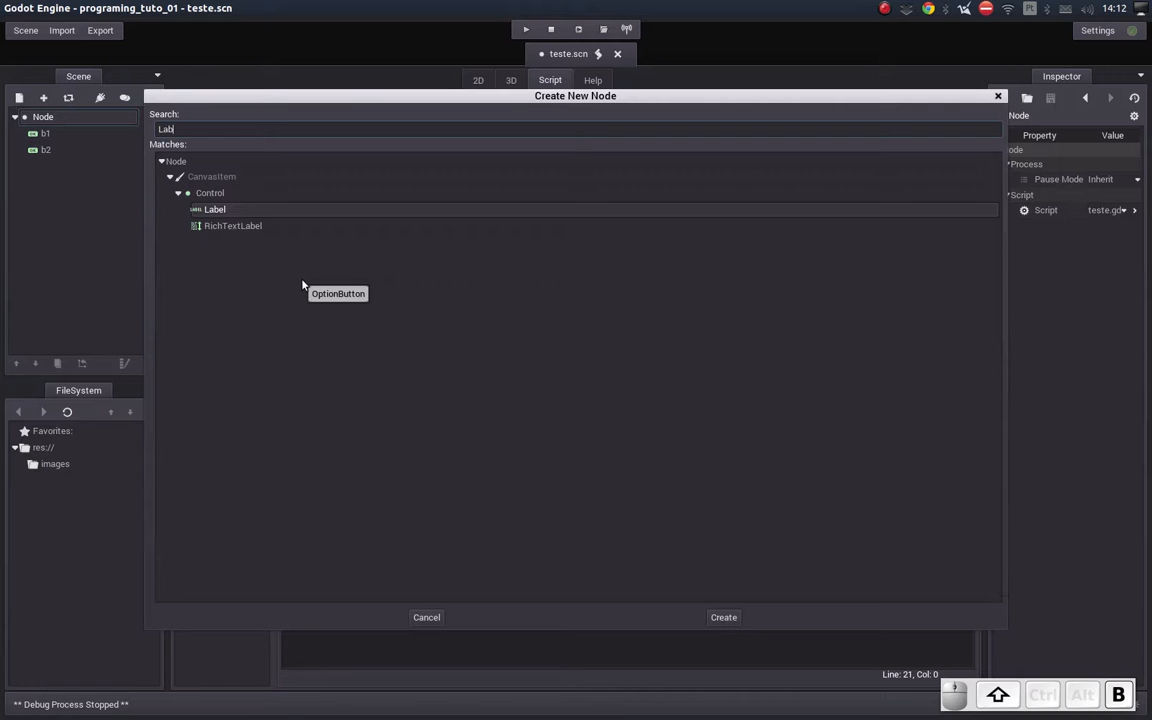 Godot Engine - programing_tuto_01 - teste.scn
Pt
14:12
Scene Import Export
teste.scn
Settings
Scene
2D 3D Script Help
Inspector
Create New Node
Search:
Lab
Matches:
Node
CanvasItem
Control
Label
RichTextLabel
OptionButton
Cancel
Create
Node
b1
b2
FileSystem
Favorites:
res://
images
Node
Property Value
ode
Process
Pause Mode Inherit
Script
Script teste.gd
Line: 21, Col: 0
** Debug Process Stopped **
Ctrl Alt B